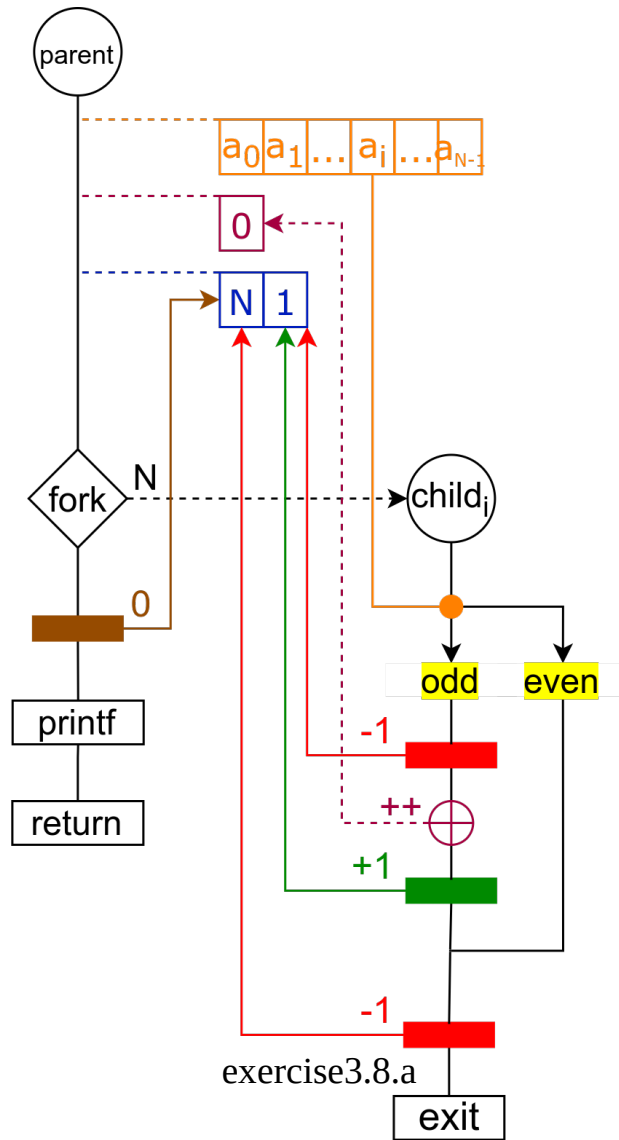 parent
a0 a1 ... ai ... aN-1
0
N 1
fork
N
childi
0
odd even
printf
-1
++
return
+1
-1
exercise3.8.a
exit